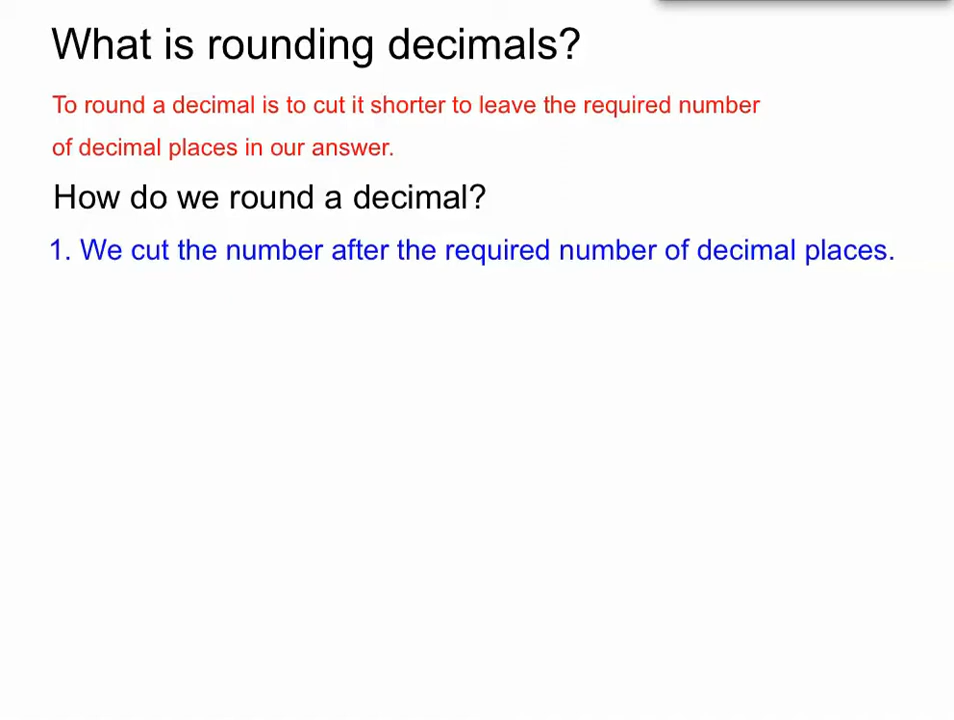 What is rounding decimals?
To round a decimal is to cut it shorter to leave the required number
of decimal places in our answer.
How do we round a decimal?
1. We cut the number after the required number of decimal places.